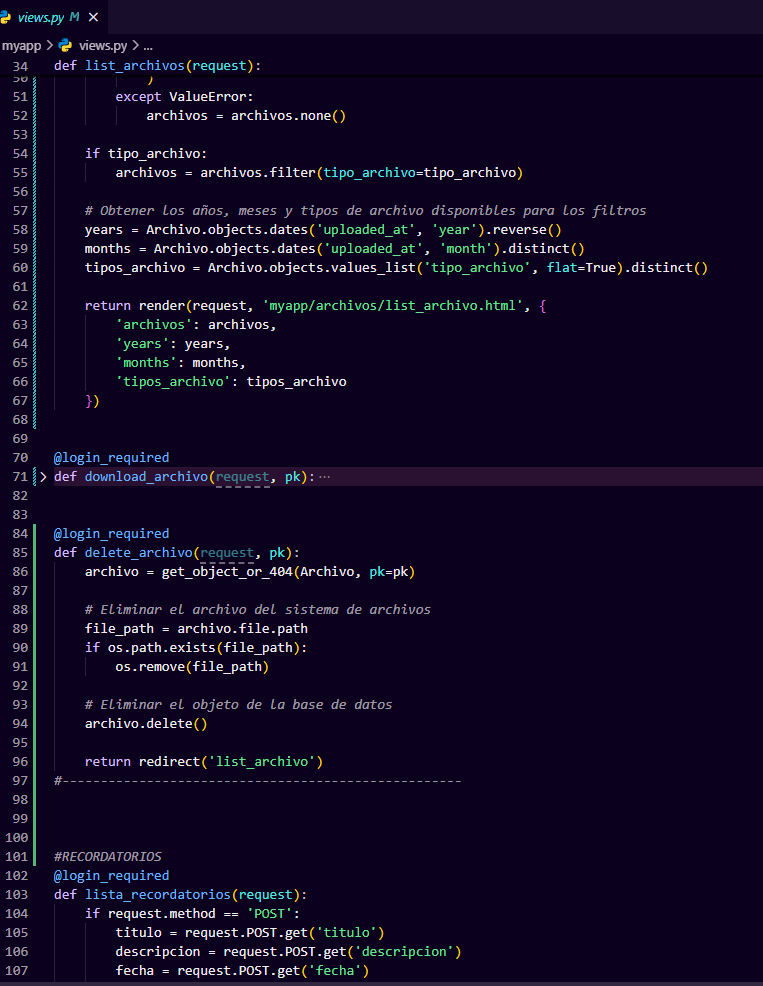 views.py M ×
myapp > views.py > ...
34 def list_archivos(request):
50 )
51 except ValueError:
52 archivos = archivos.none()
53
54 if tipo_archivo:
55 archivos = archivos.filter(tipo_archivo=tipo_archivo)
56
57 # Obtener los años, meses y tipos de archivo disponibles para los filtros
58 years = Archivo.objects.dates('uploaded_at', 'year').reverse()
59 months = Archivo.objects.dates('uploaded_at', 'month').distinct()
60 tipos_archivo = Archivo.objects.values_list('tipo_archivo', flat=True).distinct()
61
62 return render(request, 'myapp/archivos/list_archivo.html', {
63 'archivos': archivos,
64 'years': years,
65 'months': months,
66 'tipos_archivo': tipos_archivo
67 })
68
69
70 @login_required
71 > def download_archivo(request, pk): ...
82
83
84 @login_required
85 def delete_archivo(request, pk):
86 archivo = get_object_or_404(Archivo, pk=pk)
87
88 # Eliminar el archivo del sistema de archivos
89 file_path = archivo.file.path
90 if os.path.exists(file_path):
91 os.remove(file_path)
92
93 # Eliminar el objeto de la base de datos
94 archivo.delete()
95
96 return redirect('list_archivo')
97 #----------------------------------------------------
98
99
100
101 #RECORDATORIOS
102 @login_required
103 def lista_recordatorios(request):
104 if request.method == 'POST':
105 titulo = request.POST.get('titulo')
106 descripcion = request.POST.get('descripcion')
107 fecha = request.POST.get('fecha')